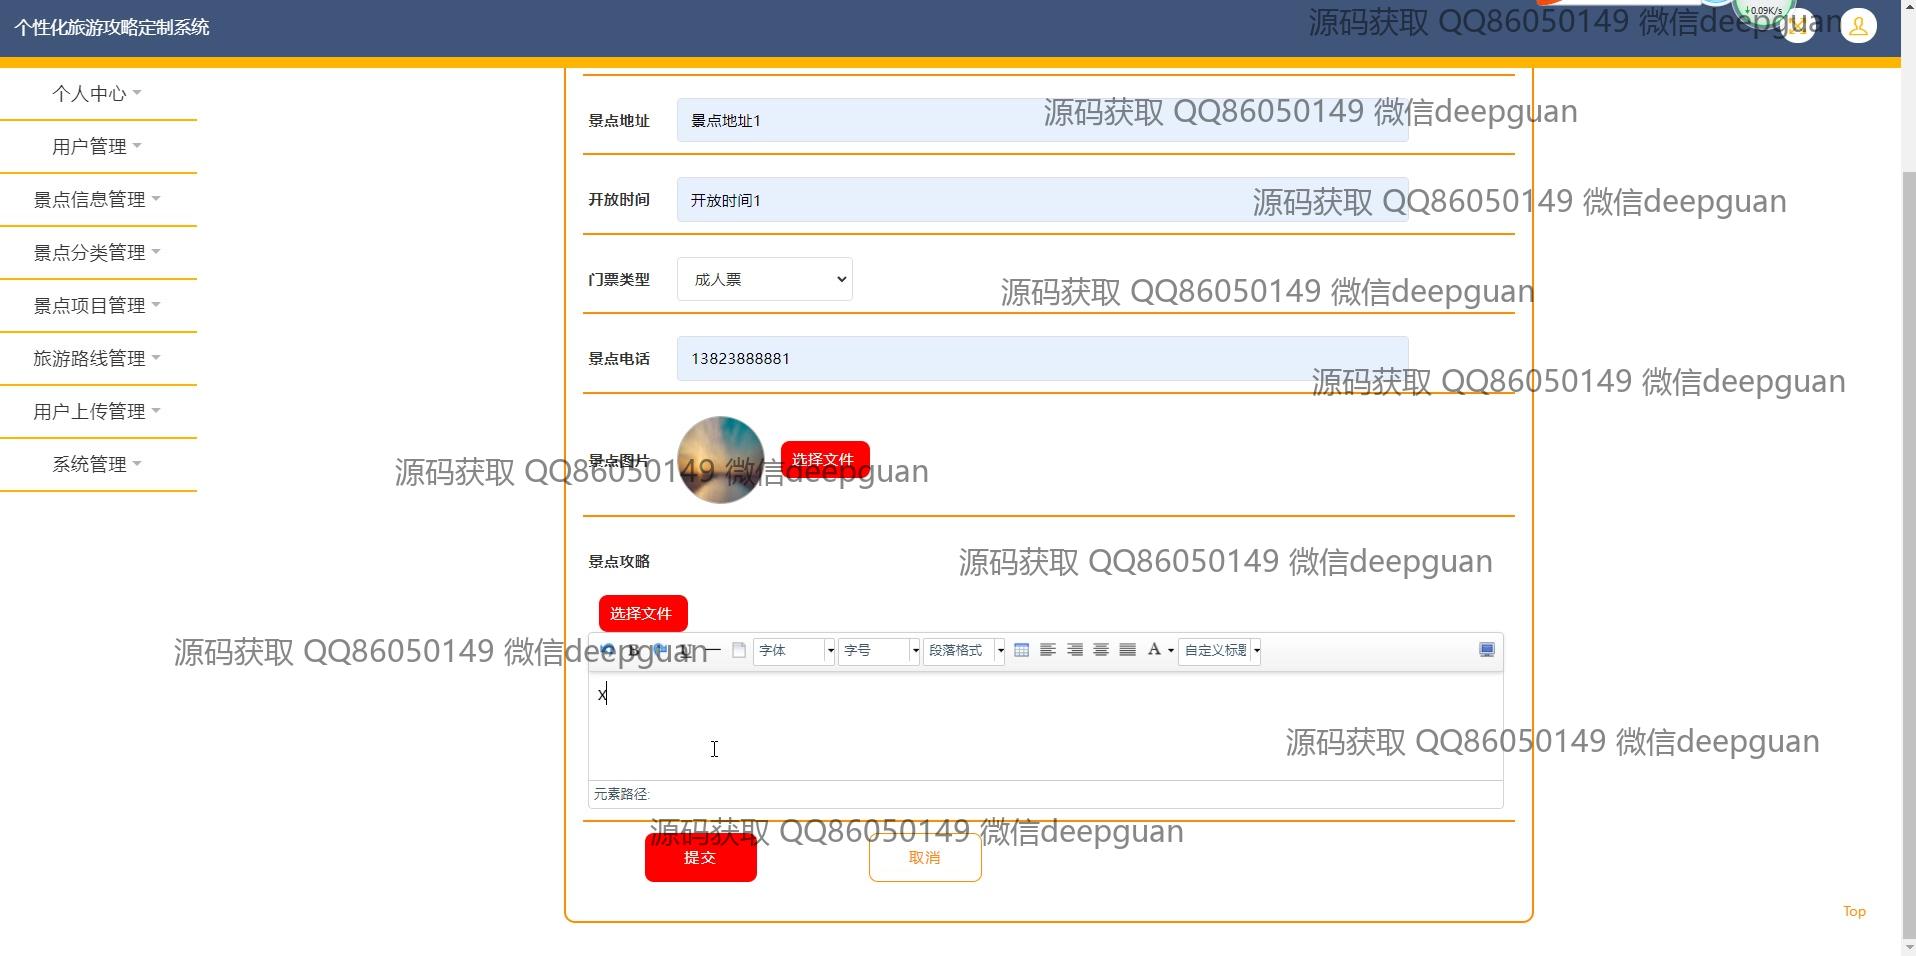 个性化旅游攻略定制系统
↓0.09K/s
源码获取 QQ86050149 微信deepguan
个人中心
用户管理
景点信息管理
景点分类管理
景点项目管理
旅游路线管理
用户上传管理
系统管理
景点地址 景点地址1
源码获取 QQ86050149 微信deepguan
开放时间 开放时间1
源码获取 QQ86050149 微信deepguan
门票类型 成人票
源码获取 QQ86050149 微信deepguan
景点电话 13823888881
源码获取 QQ86050149 微信deepguan
景点图片 选择文件
源码获取 QQ86050149 微信deepguan
景点攻略
源码获取 QQ86050149 微信deepguan
选择文件
源码获取 QQ86050149 微信deepguan
B U 字体 字号 段落格式 A 自定义标题
x
源码获取 QQ86050149 微信deepguan
元素路径:
源码获取 QQ86050149 微信deepguan
提交 取消
Top